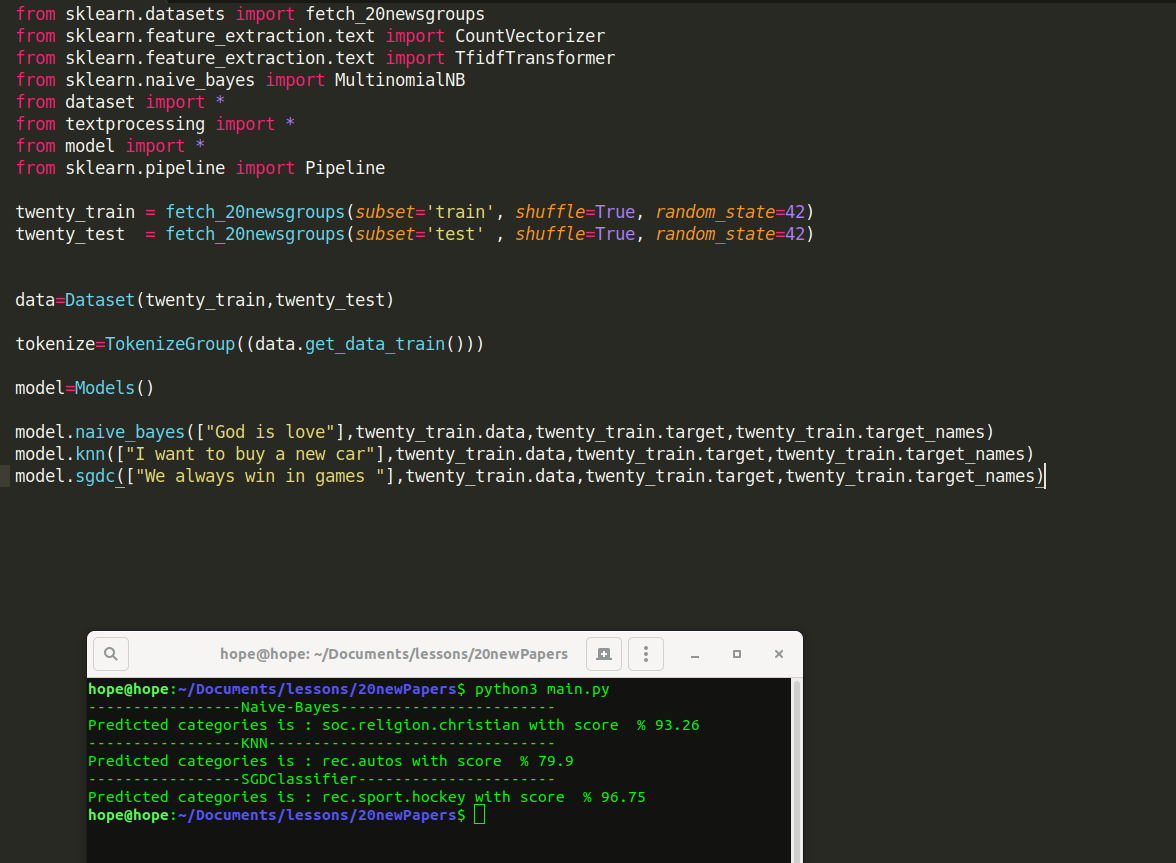 from sklearn.datasets import fetch_20newsgroups
from sklearn.feature_extraction.text import CountVectorizer
from sklearn.feature_extraction.text import TfidfTransformer
from sklearn.naive_bayes import MultinomialNB
from dataset import *
from textprocessing import *
from model import *
from sklearn.pipeline import Pipeline
twenty_train = fetch_20newsgroups(subset='train', shuffle=True, random_state=42)
twenty_test  = fetch_20newsgroups(subset='test' , shuffle=True, random_state=42)
data=Dataset(twenty_train,twenty_test)
tokenize=TokenizeGroup((data.get_data_train()))
model=Models()
model.naive_bayes(["God is love"],twenty_train.data,twenty_train.target,twenty_train.target_names)
model.knn(["I want to buy a new car"],twenty_train.data,twenty_train.target,twenty_train.target_names)
model.sgdc(["We always win in games "],twenty_train.data,twenty_train.target,twenty_train.target_names)
hope@hope: ~/Documents/lessons/20newPapers
hope@hope:~/Documents/lessons/20newPapers$ python3 main.py
-----------------Naive-Bayes------------------------
Predicted categories is : soc.religion.christian with score  % 93.26
-----------------KNN--------------------------------
Predicted categories is : rec.autos with score  % 79.9
-----------------SGDClassifier----------------------
Predicted categories is : rec.sport.hockey with score  % 96.75
hope@hope:~/Documents/lessons/20newPapers$